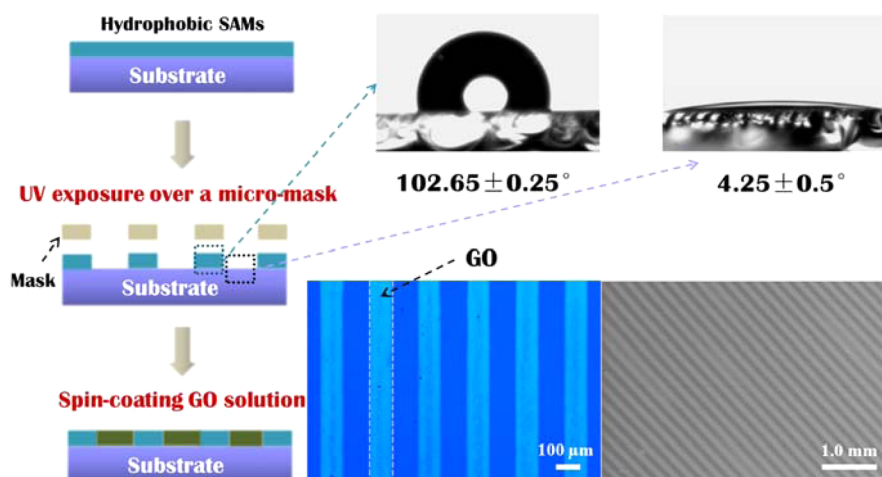 Hydrophobic SAMs
Substrate
UV exposure over a micro-mask
Mask
Substrate
Spin-coating GO solution
Substrate
102.65±0.25°
4.25±0.5°
GO
100 μm
1.0 mm